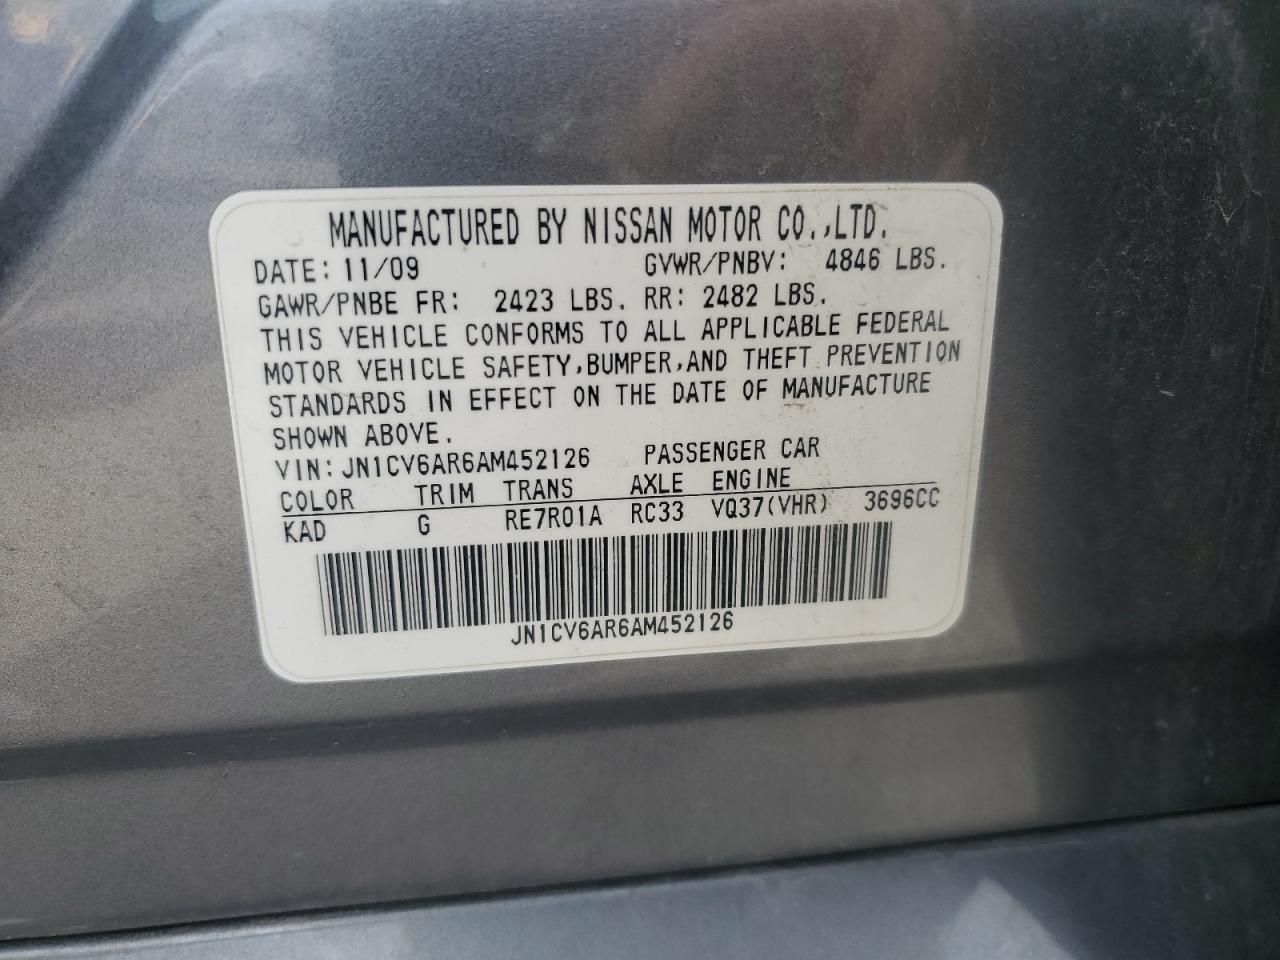 MANUFACTURED BY NISSAN MOTOR CO.,LTD.
DATE: 11/09 GVWR/PNBV: 4846 LBS.
GAWR/PNBE FR: 2423 LBS. RR: 2482 LBS.
THIS VEHICLE CONFORMS TO ALL APPLICABLE FEDERAL
MOTOR VEHICLE SAFETY,BUMPER,AND THEFT PREVENTION
STANDARDS IN EFFECT ON THE DATE OF MANUFACTURE
SHOWN ABOVE.
VIN: JN1CV6AR6AM452126 PASSENGER CAR
COLOR TRIM TRANS AXLE ENGINE
KAD G RE7R01A RC33 VQ37(VHR) 3696CC
JN1CV6AR6AM452126